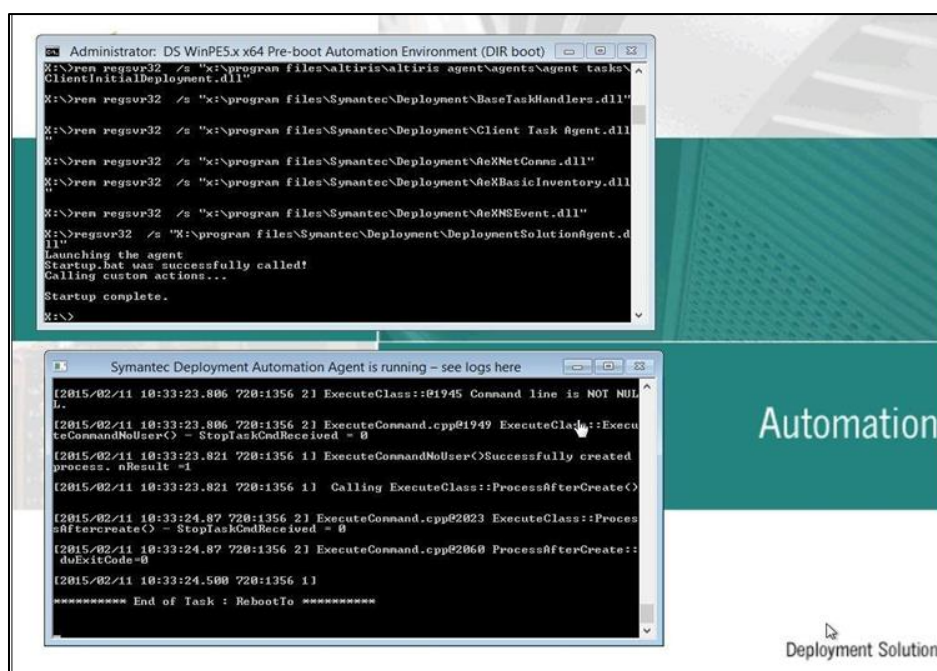 Administrator: DS WinPE5.x x64 Pre-boot Automation Environment (DIR boot)
X:\>rem regsvr32 /s "x:\program files\altiris\altiris agent\agents\agent tasks\
ClientInitialDeployment.dll"
X:\>rem regsvr32 /s "x:\program files\Symantec\Deployment\BaseTaskHandlers.dll"
X:\>rem regsvr32 /s "x:\program files\Symantec\Deployment\Client Task Agent.dll
"
X:\>rem regsvr32 /s "x:\program files\Symantec\Deployment\AeXNetComms.dll"
X:\>rem regsvr32 /s "x:\program files\Symantec\Deployment\AeXBasicInventory.dll
"
X:\>rem regsvr32 /s "x:\program files\Symantec\Deployment\AeXNSEvent.dll"
X:\>regsvr32 /s "X:\program files\Symantec\Deployment\DeploymentSolutionAgent.d
ll"
Launching the agent
Startup.bat was successfully called!
Calling custom actions...
Startup complete.
X:\>
Symantec Deployment Automation Agent is running – see logs here
[2015/02/11 10:33:23.806 720:1356 2] ExecuteClass::@1945 Command line is NOT NUL
L.
[2015/02/11 10:33:23.806 720:1356 2] ExecuteCommand.cpp@1949 ExecuteClass::Execu
teCommandNoUser() - StopTaskCmdReceived = 0
[2015/02/11 10:33:23.821 720:1356 1] ExecuteCommandNoUser()Successfully created
process. nResult =1
[2015/02/11 10:33:23.821 720:1356 1] Calling ExecuteClass::ProcessAfterCreate()
[2015/02/11 10:33:24.87 720:1356 2] ExecuteCommand.cpp@2023 ExecuteClass::Proces
sAftercreate() - StopTaskCmdReceived = 0
[2015/02/11 10:33:24.87 720:1356 2] ExecuteCommand.cpp@2060 ProcessAfterCreate::
dwExitCode=0
[2015/02/11 10:33:24.500 720:1356 1]
********** End of Task : RebootTo **********
Automation
Deployment Solution